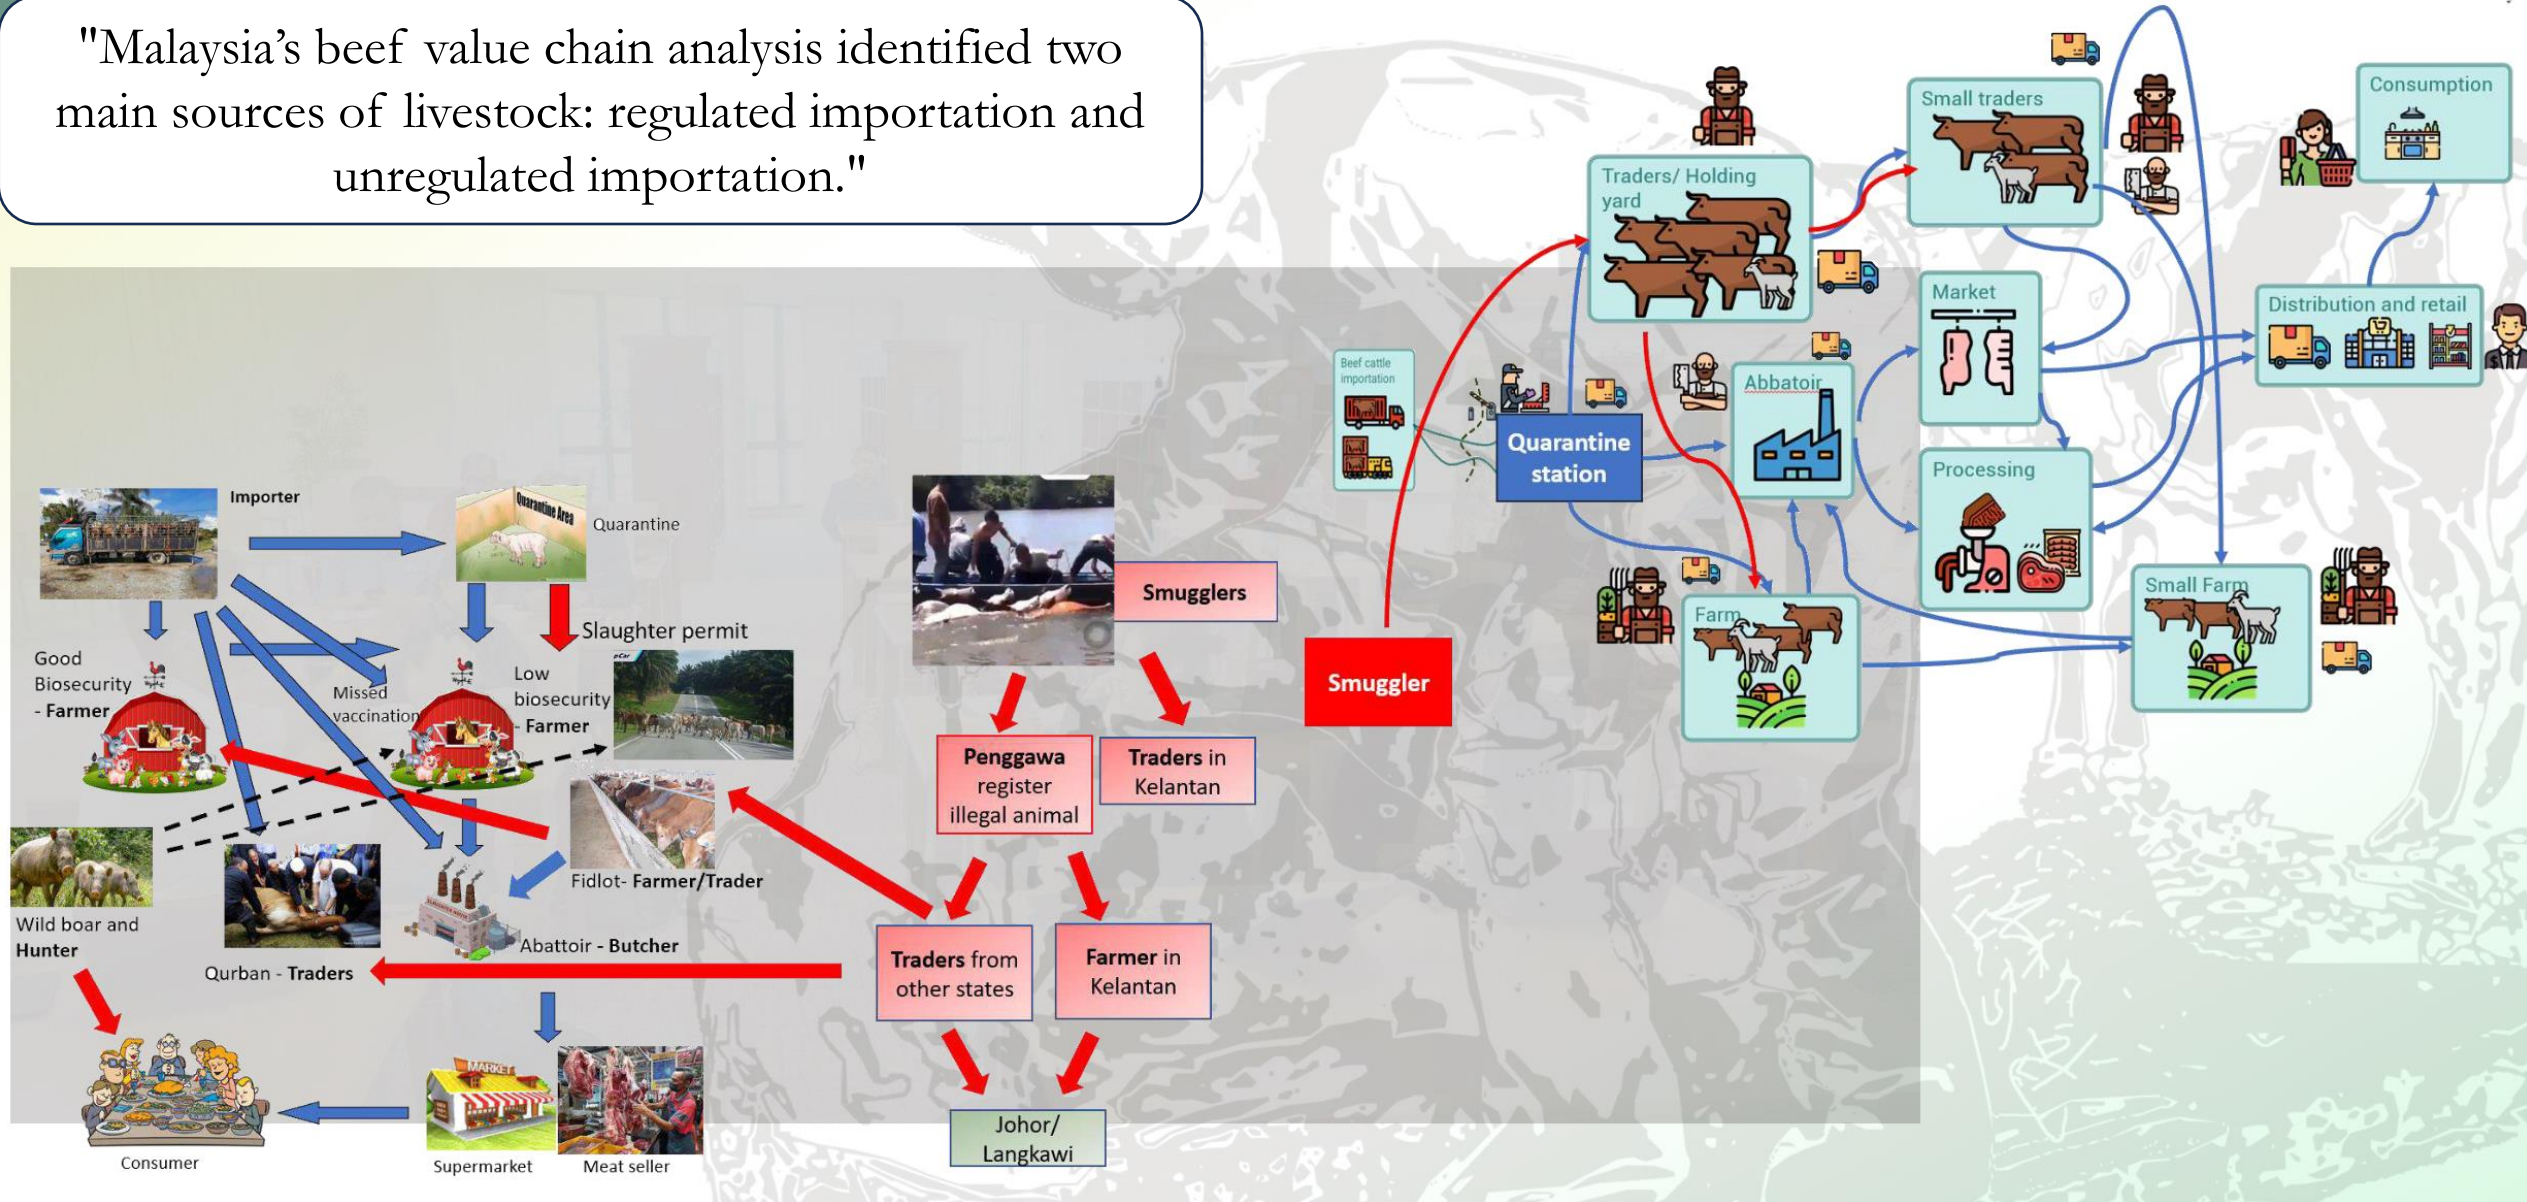 "Malaysia’s beef value chain analysis identified two
main sources of livestock: regulated importation and
unregulated importation."
Importer
Quarantine Area
Quarantine
Slaughter permit
Good
Biosecurity
- Farmer
Missed
vaccination
Low
biosecurity
- Farmer
Wild boar and
Hunter
Fidlot- Farmer/Trader
Qurban - Traders
Abattoir - Butcher
Consumer
MARKET
Supermarket
Meat seller
Smugglers
Penggawa
register
illegal animal
Traders in
Kelantan
Traders from
other states
Farmer in
Kelantan
Johor/
Langkawi
Smuggler
Beef cattle
importation
Quarantine
station
Traders/ Holding
yard
Abbatoir
Farm
Small traders
Market
Processing
Small Farm
Distribution and retail
Consumption